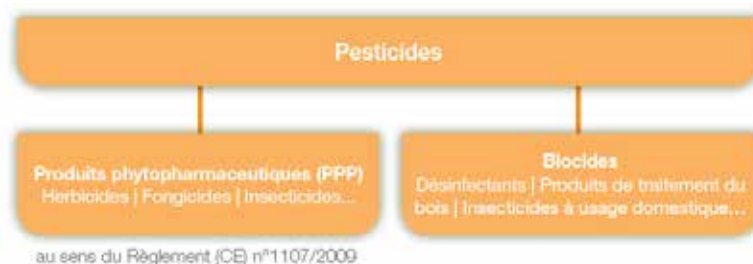 Pesticides
Produits phytopharmaceutiques (PPP)
Herbicides | Fongicides | Insecticides...
Biocides
Désinfectants | Produits de traitement du
bois | Insecticides à usage domestique...
au sens du Règlement (CE) n°1107/2009